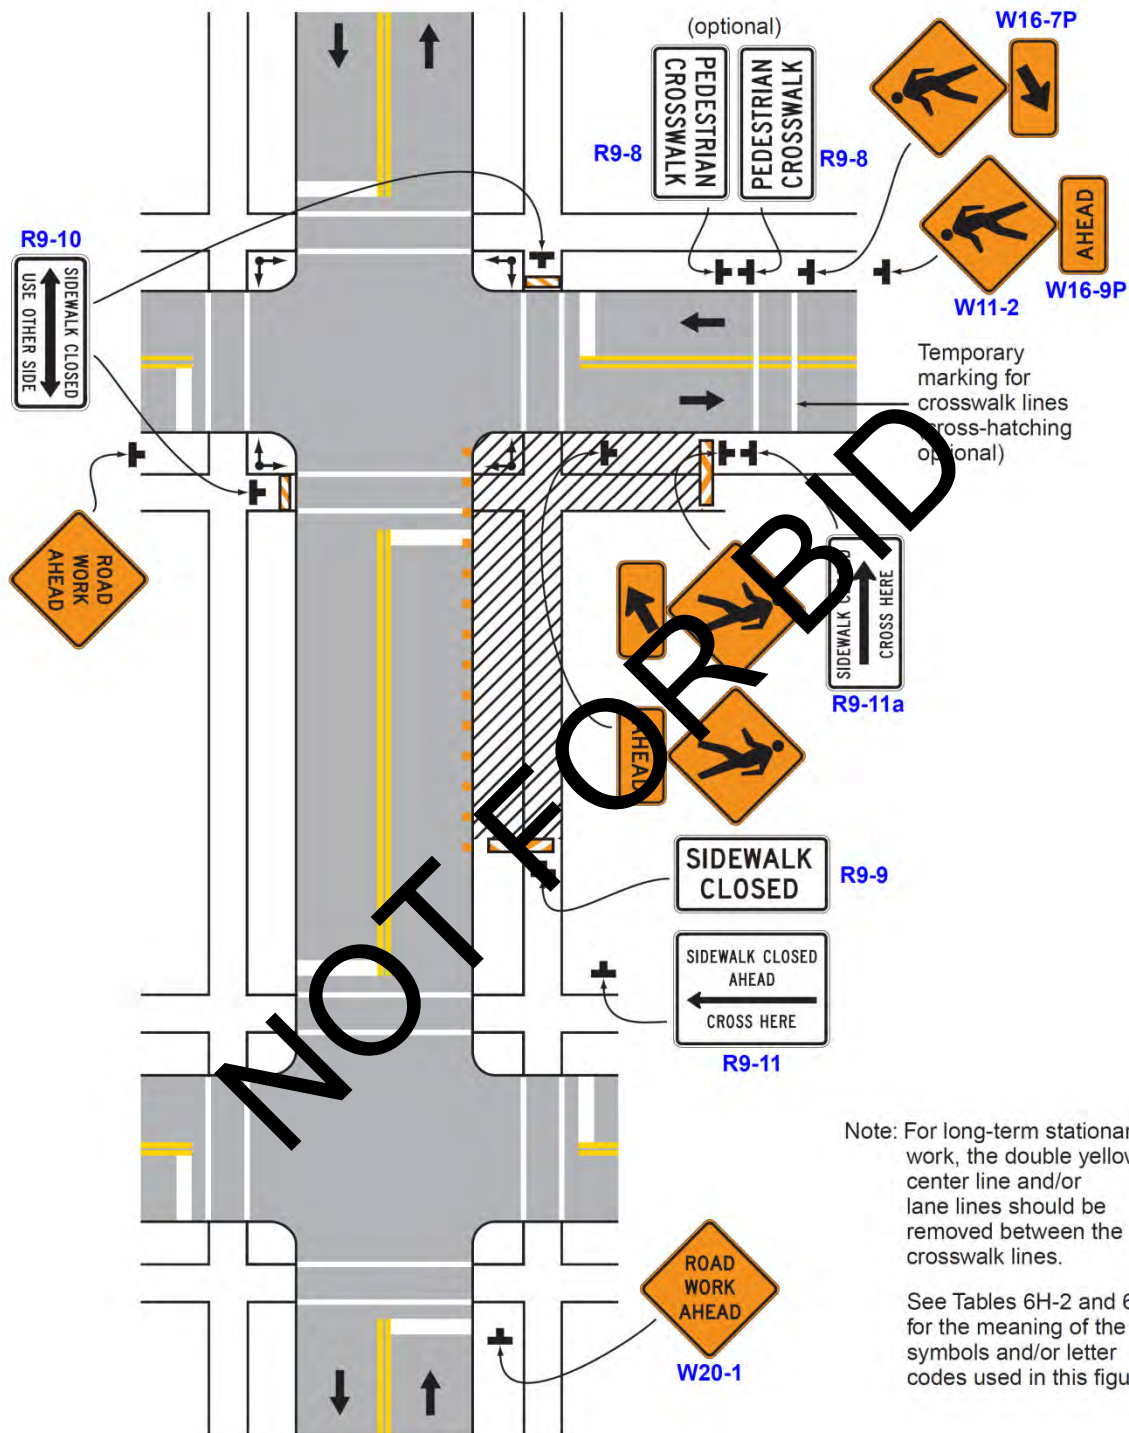 W16-7P
(optional)
PEDESTRIAN
CROSSWALK
PEDESTRIAN
CROSSWALK
R9-8
R9-8
AHEAD
W11-2
W16-9P
R9-10
SIDEWALK CLOSED
USE OTHER SIDE
Temporary
marking for
crosswalk lines
(cross-hatching
optional)
ROAD
WORK
AHEAD
SIDEWALK CLOSED
CROSS HERE
R9-11a
AHEAD
SIDEWALK
CLOSED
R9-9
SIDEWALK CLOSED
AHEAD
CROSS HERE
R9-11
NOT FOR BID
Note: For long-term
work, the double
center line and/or
lane lines should be
removed between the
crosswalk lines.
See Tables 6H-2 and
for the meaning of the
symbols and/or letter
codes used in this
ROAD
WORK
AHEAD
W20-1